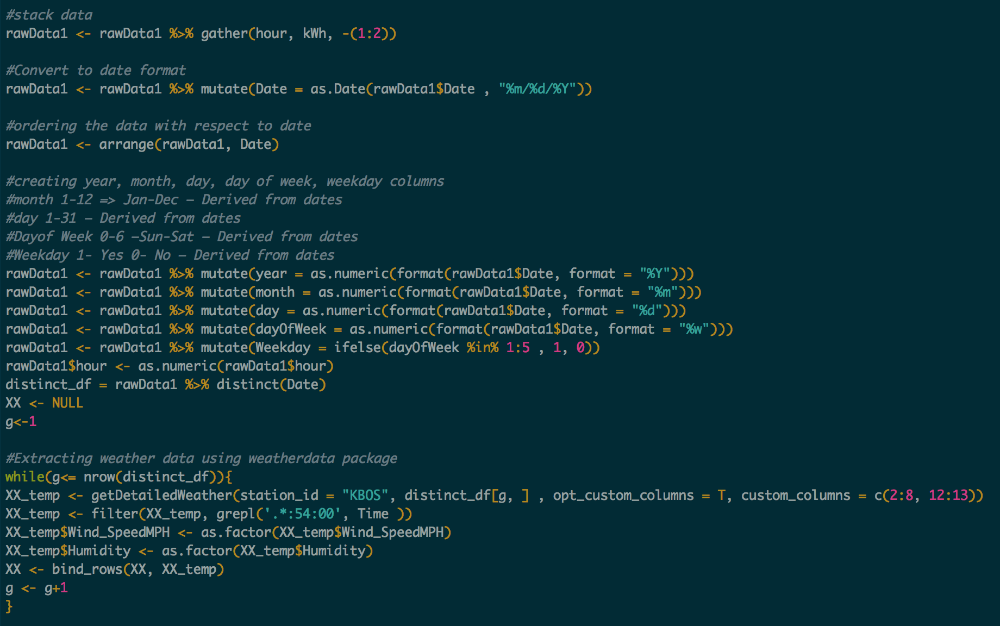 #stack data
rawData1 <- rawData1 %>% gather(hour, kWh, -(1:2))
#Convert to date format
rawData1 <- rawData1 %>% mutate(Date = as.Date(rawData1$Date , "%m/%d/%Y"))
#ordering the data with respect to date
rawData1 <- arrange(rawData1, Date)
#creating year, month, day, day of week, weekday columns
#month 1-12 => Jan-Dec – Derived from dates
#day 1-31 – Derived from dates
#Dayof Week 0-6 –Sun-Sat – Derived from dates
#Weekday 1- Yes 0- No – Derived from dates
rawData1 <- rawData1 %>% mutate(year = as.numeric(format(rawData1$Date, format = "%Y")))
rawData1 <- rawData1 %>% mutate(month = as.numeric(format(rawData1$Date, format = "%m")))
rawData1 <- rawData1 %>% mutate(day = as.numeric(format(rawData1$Date, format = "%d")))
rawData1 <- rawData1 %>% mutate(dayOfWeek = as.numeric(format(rawData1$Date, format = "%w")))
rawData1 <- rawData1 %>% mutate(Weekday = ifelse(dayOfWeek %in% 1:5 , 1, 0))
rawData1$hour <- as.numeric(rawData1$hour)
distinct_df = rawData1 %>% distinct(Date)
XX <- NULL
g<-1
#Extracting weather data using weatherdata package
while(g<= nrow(distinct_df)){
XX_temp <- getDetailedWeather(station_id = "KBOS", distinct_df[g, ] , opt_custom_columns = T, custom_columns = c(2:8, 12:13))
XX_temp <- filter(XX_temp, grepl('.*:54:00', Time ))
XX_temp$Wind_SpeedMPH <- as.factor(XX_temp$Wind_SpeedMPH)
XX_temp$Humidity <- as.factor(XX_temp$Humidity)
XX <- bind_rows(XX, XX_temp)
g <- g+1
}